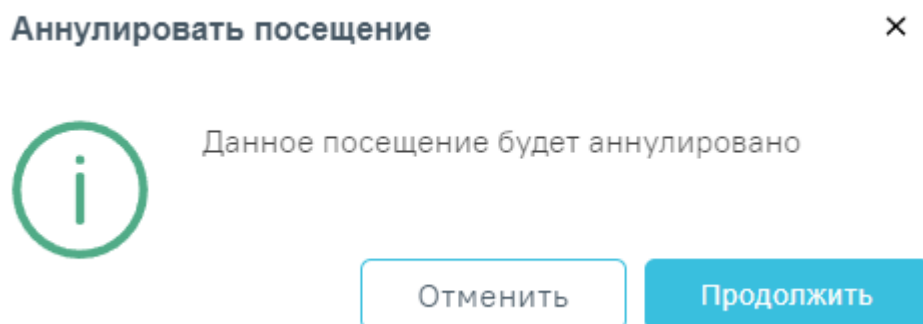 Аннулировать посещение
Данное посещение будет аннулировано
Отменить
Продолжить